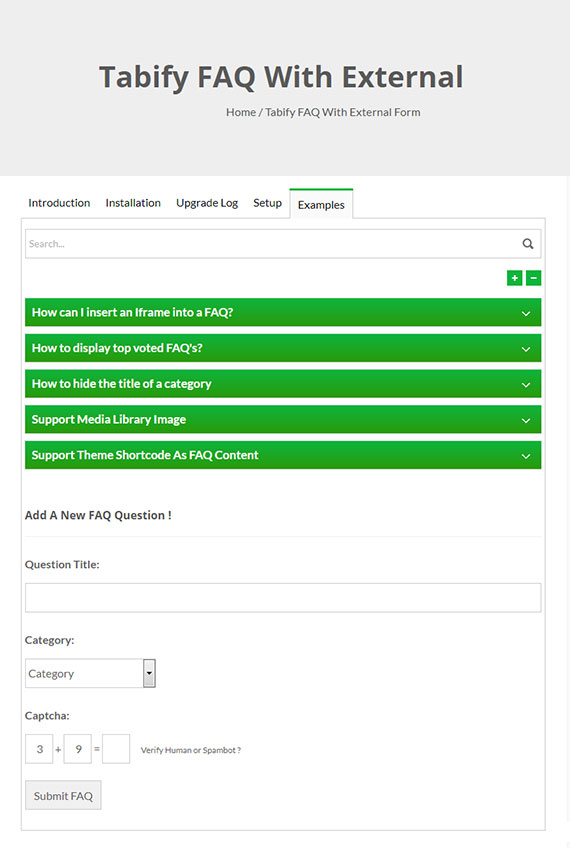 Tabify FAQ With External
Home / Tabify FAQ With External Form
Introduction Installation Upgrade Log Setup Examples
Search...
+ −
How can I insert an Iframe into a FAQ?
How to display top voted FAQ's?
How to hide the title of a category
Support Media Library Image
Support Theme Shortcode As FAQ Content
Add A New FAQ Question !
Question Title:
Category:
Category
Captcha:
3 + 9 = Verify Human or Spambot ?
Submit FAQ